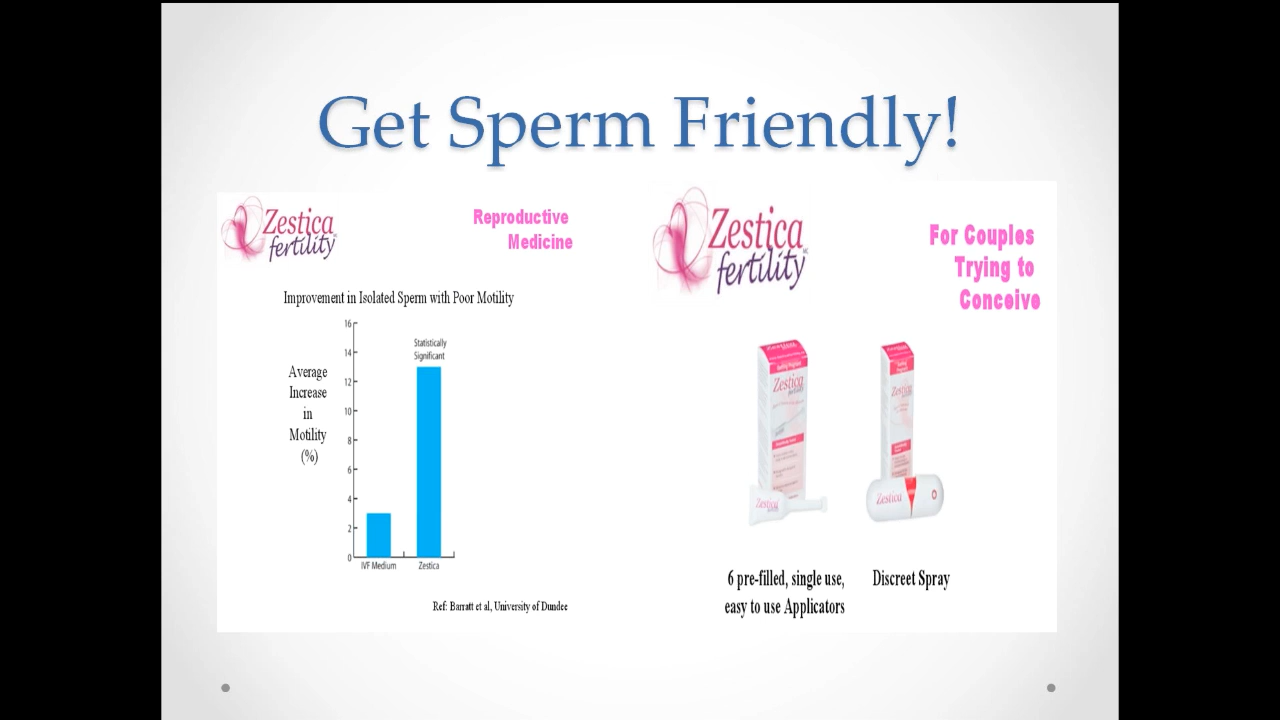 Get Sperm Friendly!
Zestica
fertility
Reproductive
Medicine
Improvement in Isolated Sperm with Poor Motility
Average
Increase
in
Motility
(%)
16
14
12
10
8
6
4
2
0
Statistically
Significant
IVF Medium
Zestica
Ref: Barratt et al, University of Dundee
Zestica
fertility
MC
For Couples
Trying to
Conceive
Zestica
fertility
Zestica
Zestica
Zestica
6 pre-filled, single use,
easy to use Applicators
Discreet Spray